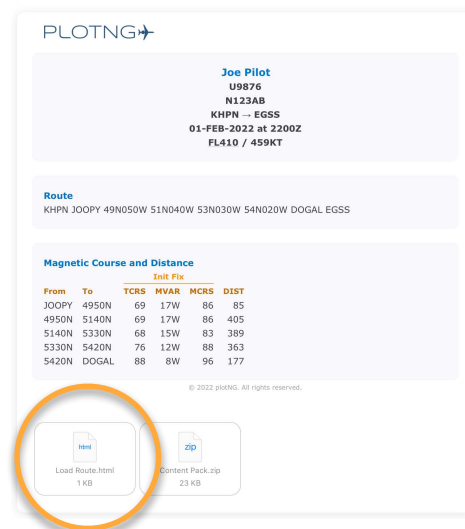 PLOTNG
Joe Pilot
U9876
N123AB
KHPN → EGSS
01-FEB-2022 at 2200Z
FL410 / 459KT
Route
KHPN JOOPY 49N050W 51N040W 53N030W 54N020W DOGAL EGSS
Magnetic Course and Distance
Init Fix
From To TCRS MVAR MCRS DIST
JOOPY 4950N 69 17W 86 85
4950N 5140N 69 17W 86 405
5140N 5330N 68 15W 83 389
5330N 5420N 76 12W 88 363
5420N DOGAL 88 8W 96 177
© 2022 plotNG. All rights reserved.
html zip
Load Route.html Content Pack.zip
1 KB 23 KB